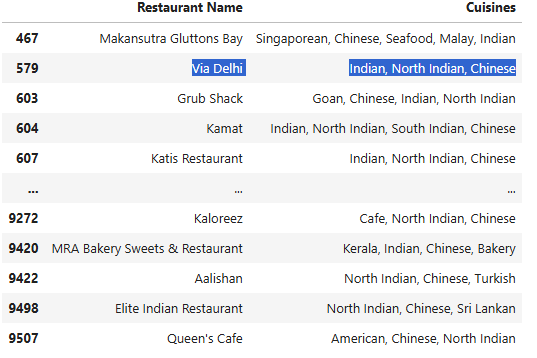 Restaurant Name Cuisines
467 Makansutra Gluttons Bay Singaporean, Chinese, Seafood, Malay, Indian
579 Via Delhi Indian, North Indian, Chinese
603 Grub Shack Goan, Chinese, Indian, North Indian
604 Kamat Indian, North Indian, South Indian, Chinese
607 Katis Restaurant Indian, North Indian, Chinese
... ... ...
9272 Kaloreez Cafe, North Indian, Chinese
9420 MRA Bakery Sweets & Restaurant Kerala, Indian, Chinese, Bakery
9422 Aalishan North Indian, Chinese, Turkish
9498 Elite Indian Restaurant North Indian, Chinese, Sri Lankan
9507 Queen's Cafe American, Chinese, North Indian